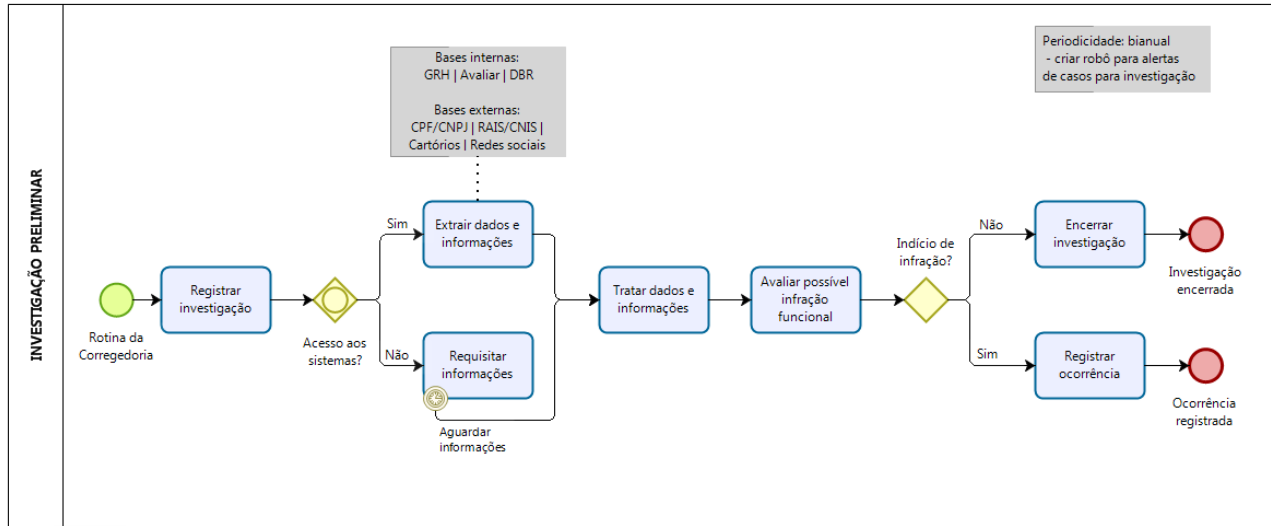 INVESTIGAÇÃO PRELIMINAR
Bases internas:
GRH | Avaliar | DBR
Bases externas:
CPF/CNPJ | RAIS/CNIS |
Cartórios | Redes sociais
Periodicidade: bianual
- criar robô para alertas
de casos para investigação
Rotina da
Corregedoria
Registrar
investigação
Acesso aos
sistemas?
Sim
Extrair dados e
informações
Não
Requisitar
informações
Aguardar
informações
Tratar dados e
informações
Avaliar possível
infração
funcional
Indício de
infração?
Não
Encerrar
investigação
Investigação
encerrada
Sim
Registrar
ocorrência
Ocorrência
registrada